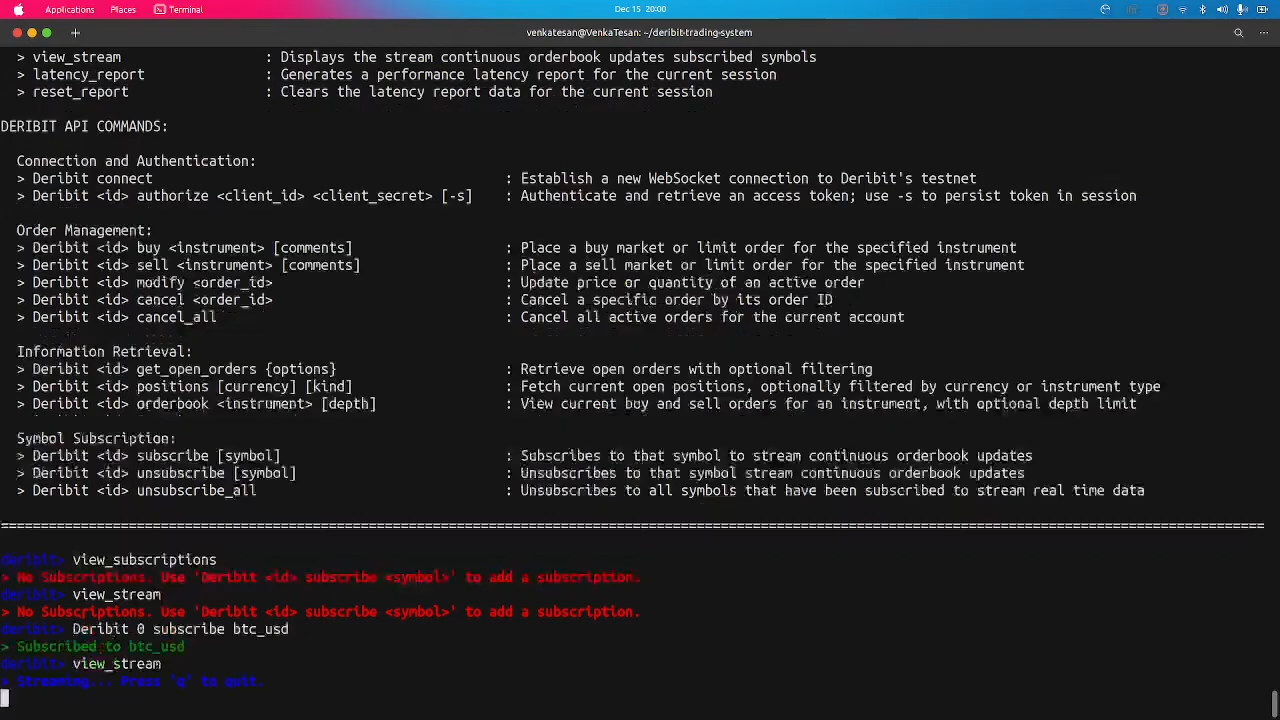 Applications Places Terminal Dec 15 20:00
venkatesan@VenkaTesan: ~/deribit-trading-system
> view_stream : Displays the stream continuous orderbook updates subscribed symbols
> latency_report : Generates a performance latency report for the current session
> reset_report : Clears the latency report data for the current session
DERIBIT API COMMANDS:
Connection and Authentication:
> Deribit connect : Establish a new WebSocket connection to Deribit's testnet
> Deribit <id> authorize <client_id> <client_secret> [-s] : Authenticate and retrieve an access token; use -s to persist token in session
Order Management:
> Deribit <id> buy <instrument> [comments] : Place a buy market or limit order for the specified instrument
> Deribit <id> sell <instrument> [comments] : Place a sell market or limit order for the specified instrument
> Deribit <id> modify <order_id> : Update price or quantity of an active order
> Deribit <id> cancel <order_id> : Cancel a specific order by its order ID
> Deribit <id> cancel_all : Cancel all active orders for the current account
Information Retrieval:
> Deribit <id> get_open_orders {options} : Retrieve open orders with optional filtering
> Deribit <id> positions [currency] [kind] : Fetch current open positions, optionally filtered by currency or instrument type
> Deribit <id> orderbook <instrument> [depth] : View current buy and sell orders for an instrument, with optional depth limit
Symbol Subscription:
> Deribit <id> subscribe [symbol] : Subscribes to that symbol to stream continuous orderbook updates
> Deribit <id> unsubscribe [symbol] : Unsubscribes to that symbol stream continuous orderbook updates
> Deribit <id> unsubscribe_all : Unsubscribes to all symbols that have been subscribed to stream real time data
==============================================================================================================================================================
deribit> view_subscriptions
> No Subscriptions. Use 'Deribit <id> subscribe <symbol>' to add a subscription.
deribit> view_stream
> No Subscriptions. Use 'Deribit <id> subscribe <symbol>' to add a subscription.
deribit> Deribit 0 subscribe btc_usd
> Subscribed to btc_usd
deribit> view_stream
> Streaming... Press 'q' to quit.